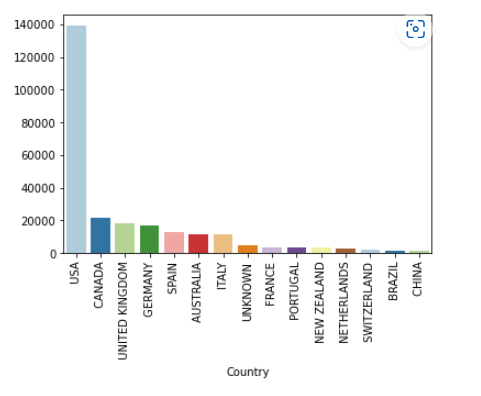 140000
120000
100000
80000
60000
40000
20000
0
USA
CANADA
UNITED KINGDOM
GERMANY
SPAIN
AUSTRALIA
ITALY
UNKNOWN
FRANCE
PORTUGAL
NEW ZEALAND
NETHERLANDS
SWITZERLAND
BRAZIL
CHINA
Country